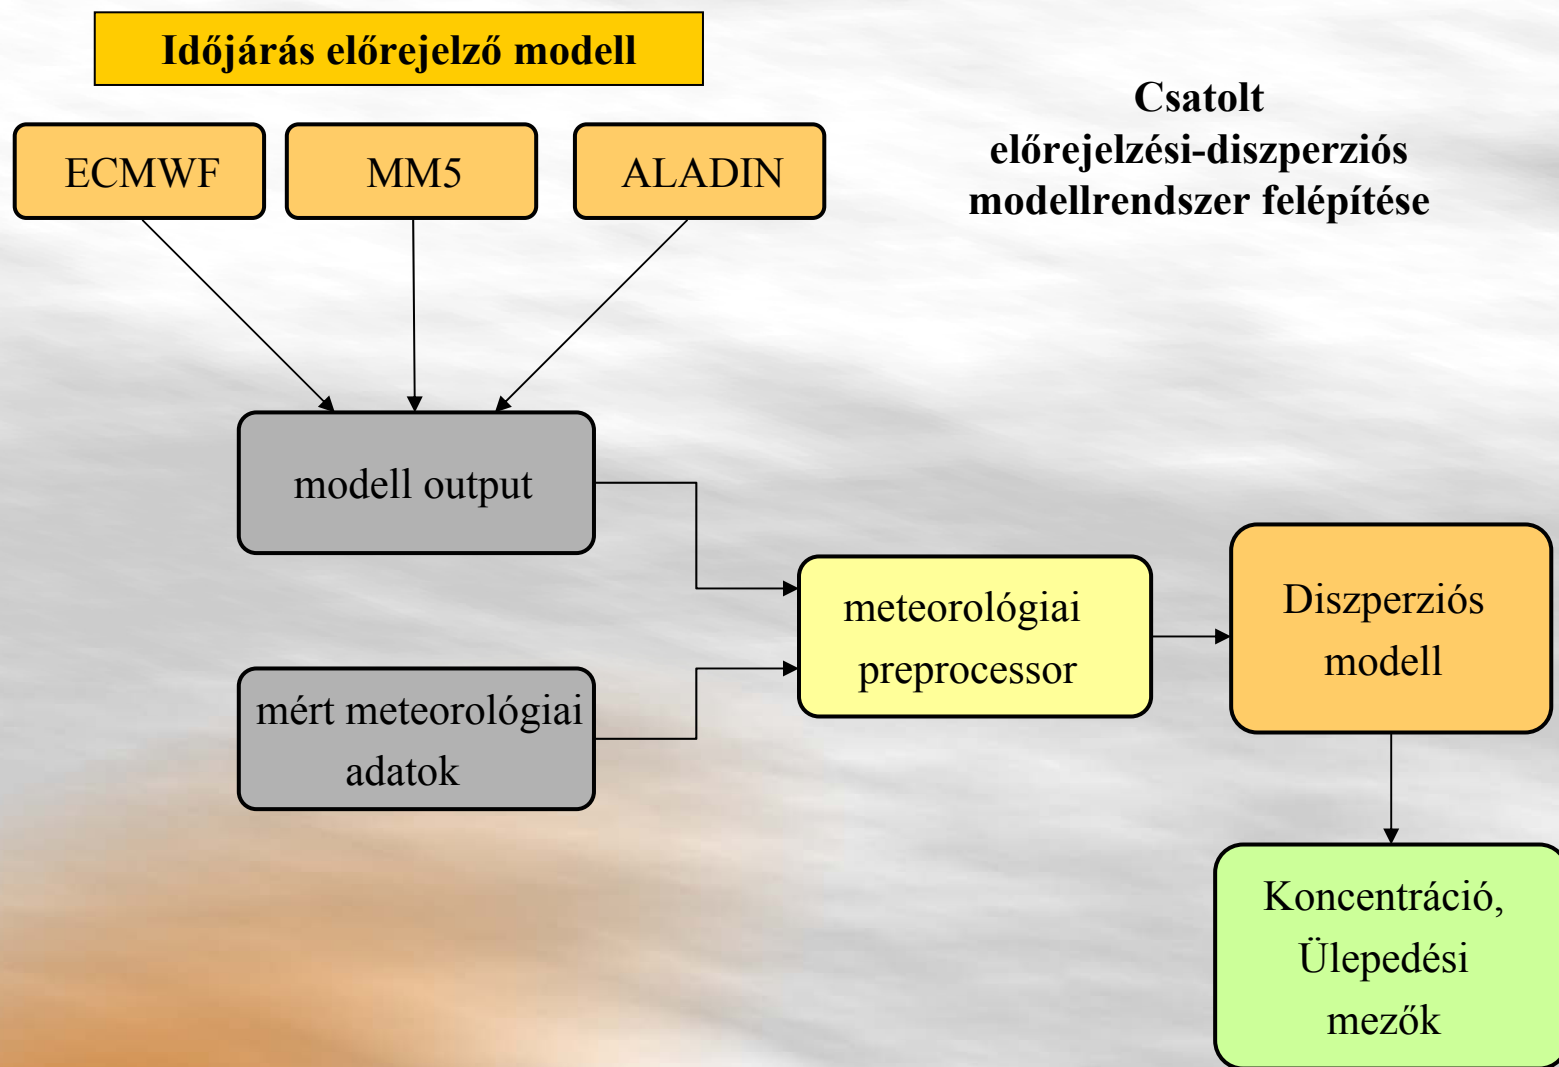 Időjárás előrejelző modell
Csatolt
előrejelzési-diszperziós
modellrendszer felépítése
ECMWF
MM5
ALADIN
modell output
mért meteorológiai
adatok
meteorológiai
preprocessor
Diszperziós
modell
Koncentráció,
Ülepedési
mezők